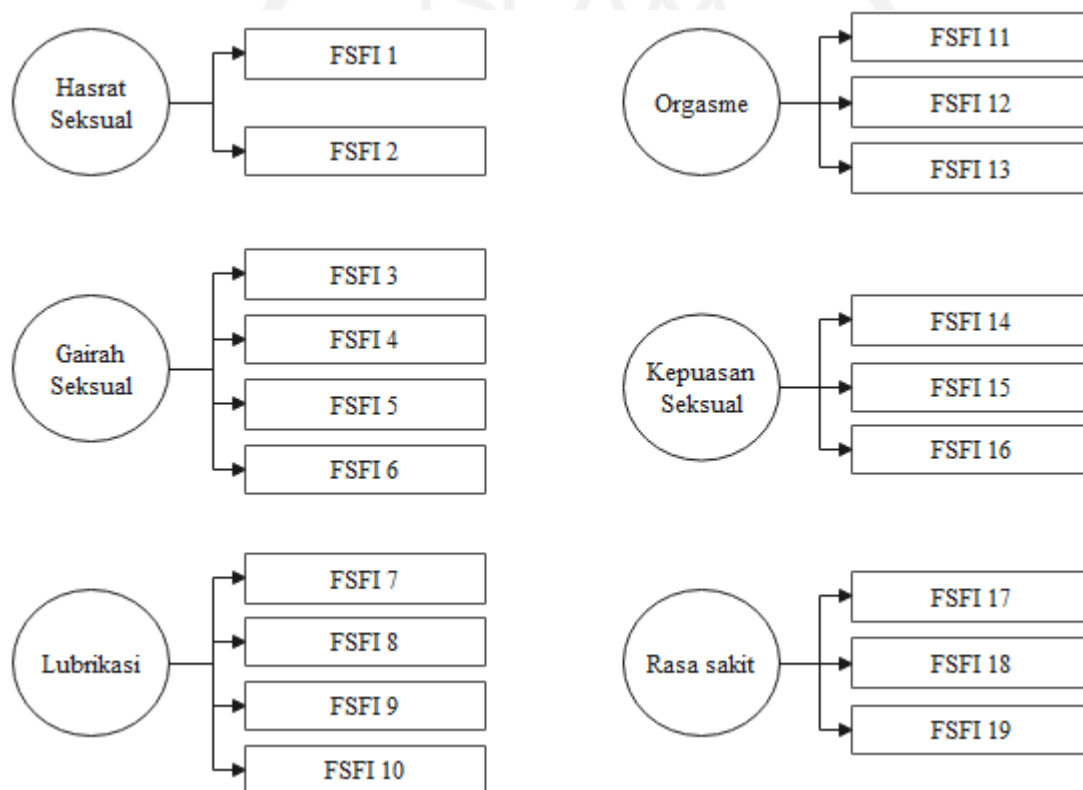 Hasrat
Seksual
FSFI 1
FSFI 2
Gairah
Seksual
FSFI 3
FSFI 4
FSFI 5
FSFI 6
Lubrikasi
FSFI 7
FSFI 8
FSFI 9
FSFI 10
Orgasme
FSFI 11
FSFI 12
FSFI 13
Kepuasan
Seksual
FSFI 14
FSFI 15
FSFI 16
Rasa sakit
FSFI 17
FSFI 18
FSFI 19